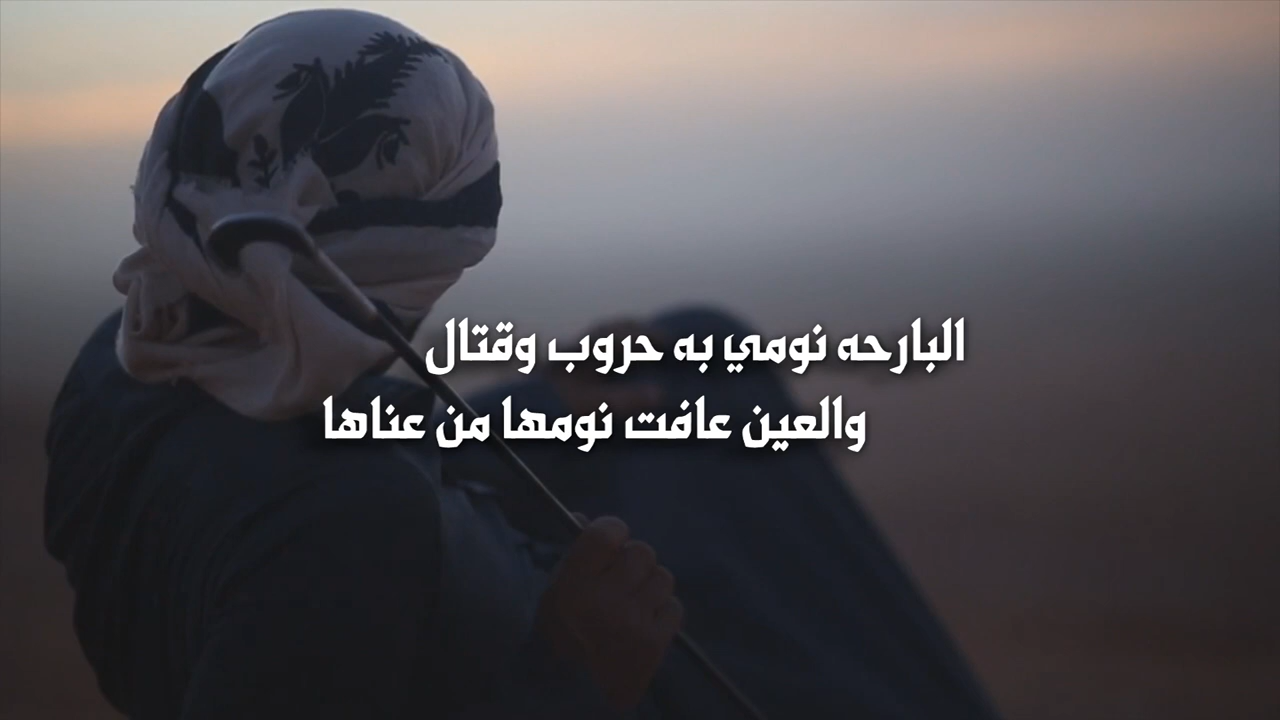 البارحه نومي به حروب وقتال
والعين عافت نومها من عناها